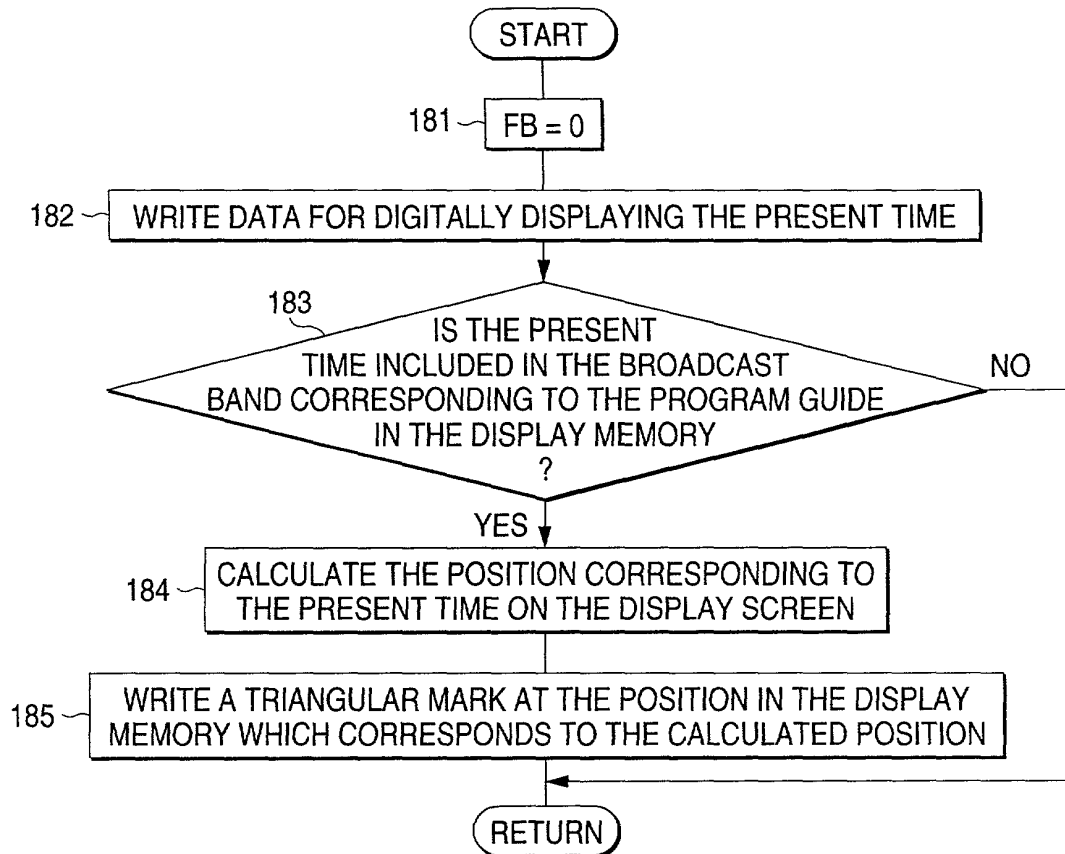 START
181
FB = 0
182
WRITE DATA FOR DIGITALLY DISPLAYING THE PRESENT TIME
183
IS THE PRESENT
TIME INCLUDED IN THE BROADCAST
BAND CORRESPONDING TO THE PROGRAM GUIDE
IN THE DISPLAY MEMORY
?
NO
YES
184
CALCULATE THE POSITION CORRESPONDING TO
THE PRESENT TIME ON THE DISPLAY SCREEN
185
WRITE A TRIANGULAR MARK AT THE POSITION IN THE DISPLAY
MEMORY WHICH CORRESPONDS TO THE CALCULATED POSITION
RETURN